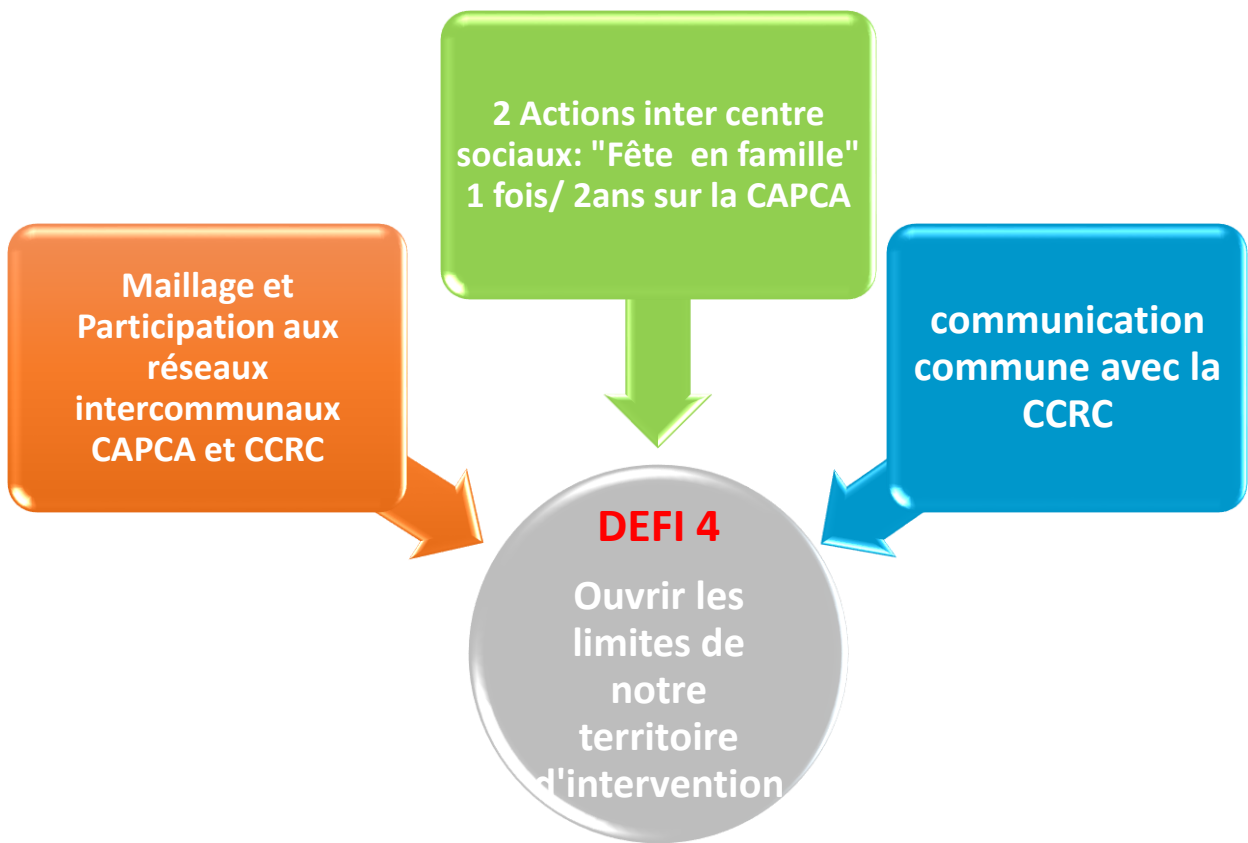 2 Actions inter centre
sociaux: "Fête  en famille"
1 fois/ 2ans sur la CAPCA
Maillage et
Participation aux
réseaux
intercommunaux
CAPCA et CCRC
communication
commune avec la
CCRC
DEFI 4
Ouvrir les
limites de
notre
territoire
d'intervention